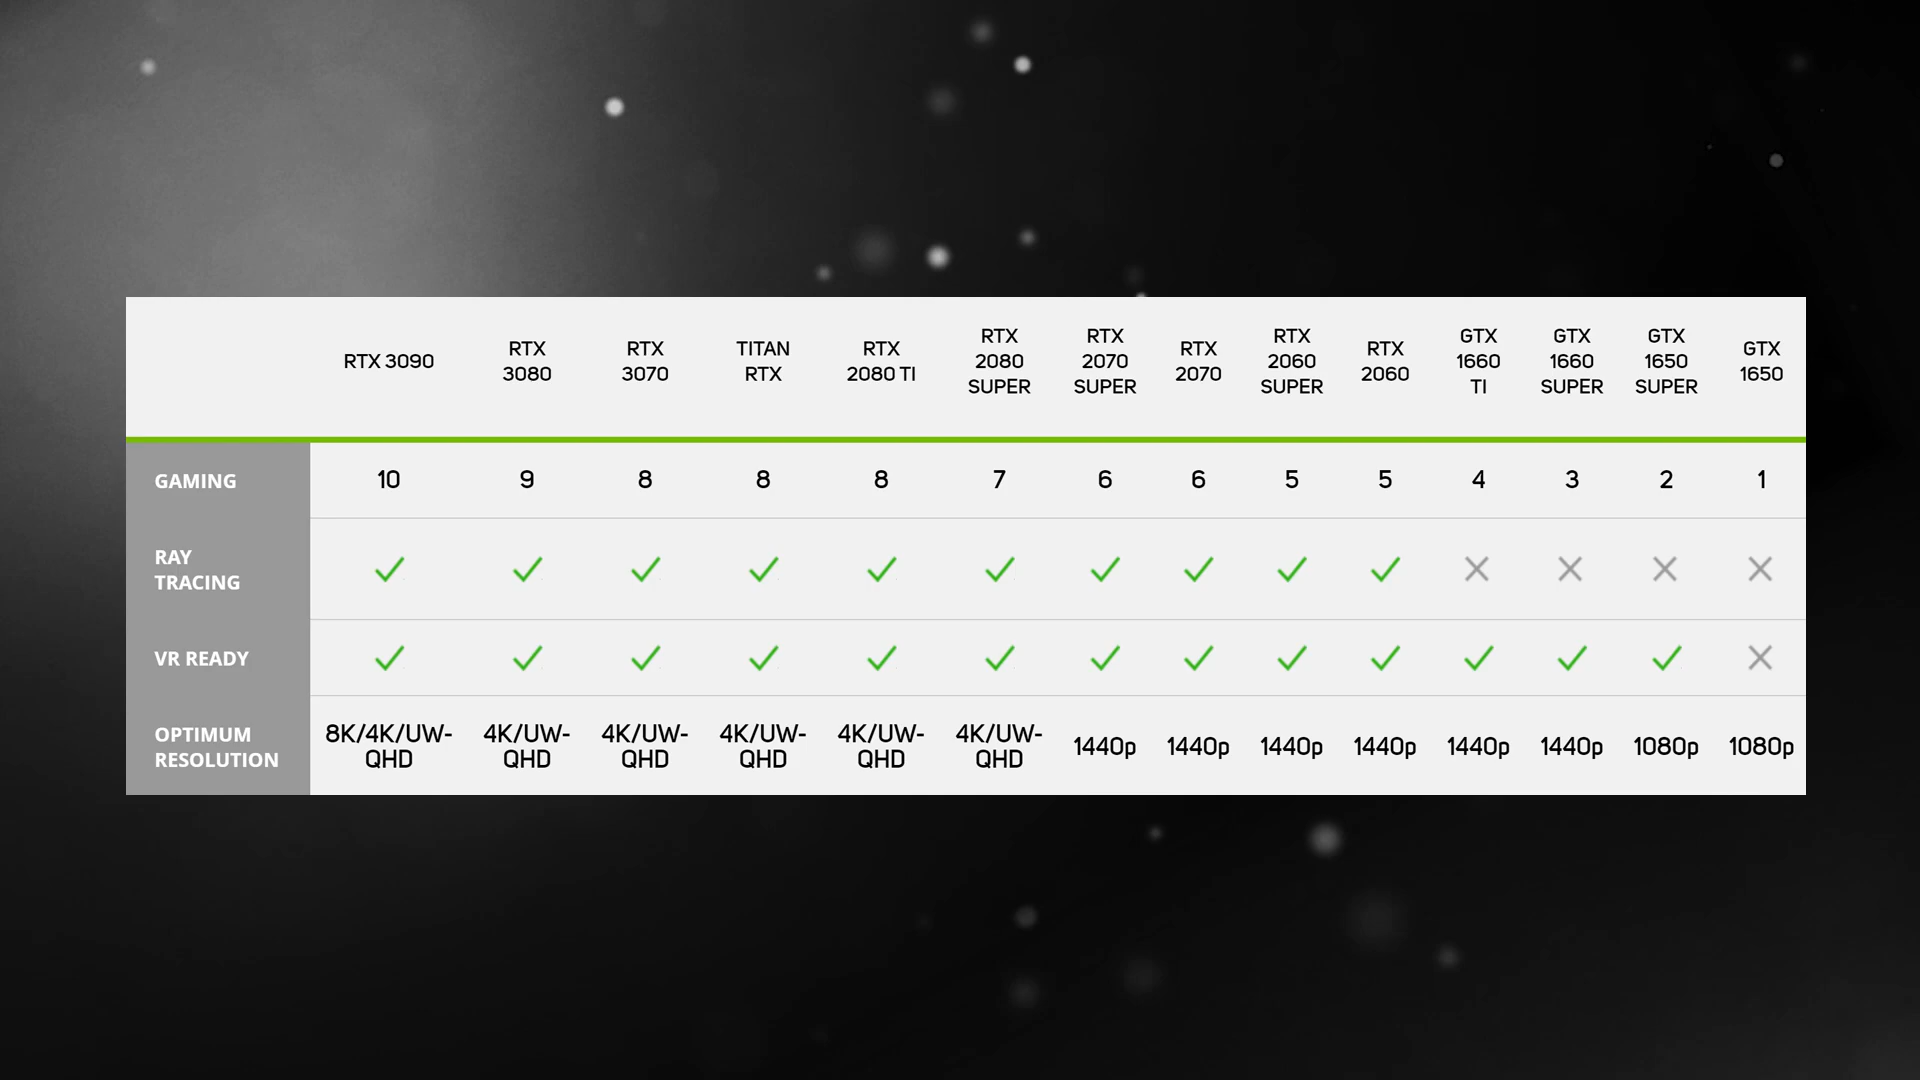 RTX 3090
RTX
3080
RTX
3070
TITAN
RTX
RTX
2080 TI
RTX
2080
SUPER
RTX
2070
SUPER
RTX
2070
RTX
2060
SUPER
RTX
2060
GTX
1660
TI
GTX
1660
SUPER
GTX
1650
SUPER
GTX
1650
GAMING
10
9
8
8
8
7
6
6
5
5
4
3
2
1
RAY
TRACING
VR READY
OPTIMUM
RESOLUTION
8K/4K/UW-
QHD
4K/UW-
QHD
4K/UW-
QHD
4K/UW-
QHD
4K/UW-
QHD
4K/UW-
QHD
1440p
1440p
1440p
1440p
1440p
1440p
1080p
1080p